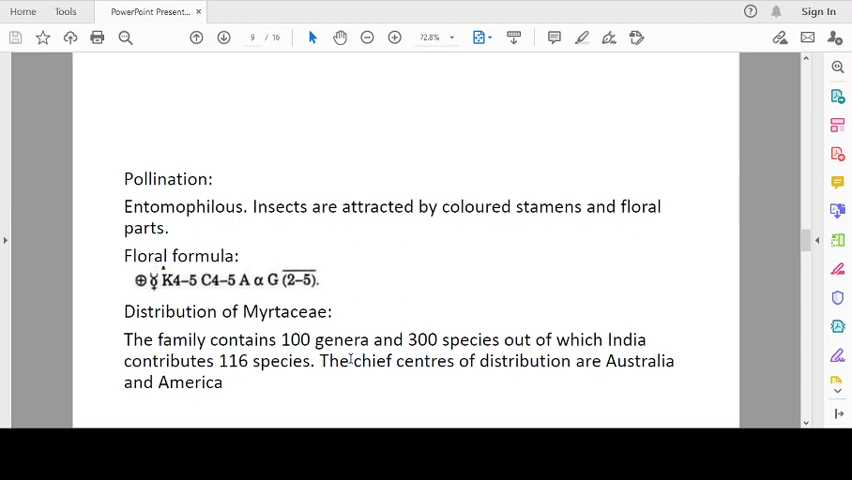 Home Tools PowerPoint Present... × Sign In
9 / 16 72.8%
Pollination:
Entomophilous. Insects are attracted by coloured stamens and floral
parts.
Floral formula:
⊕ ⚥ K4–5 C4–5 A α G (2–5).
Distribution of Myrtaceae:
The family contains 100 genera and 300 species out of which India
contributes 116 species. The chief centres of distribution are Australia
and America